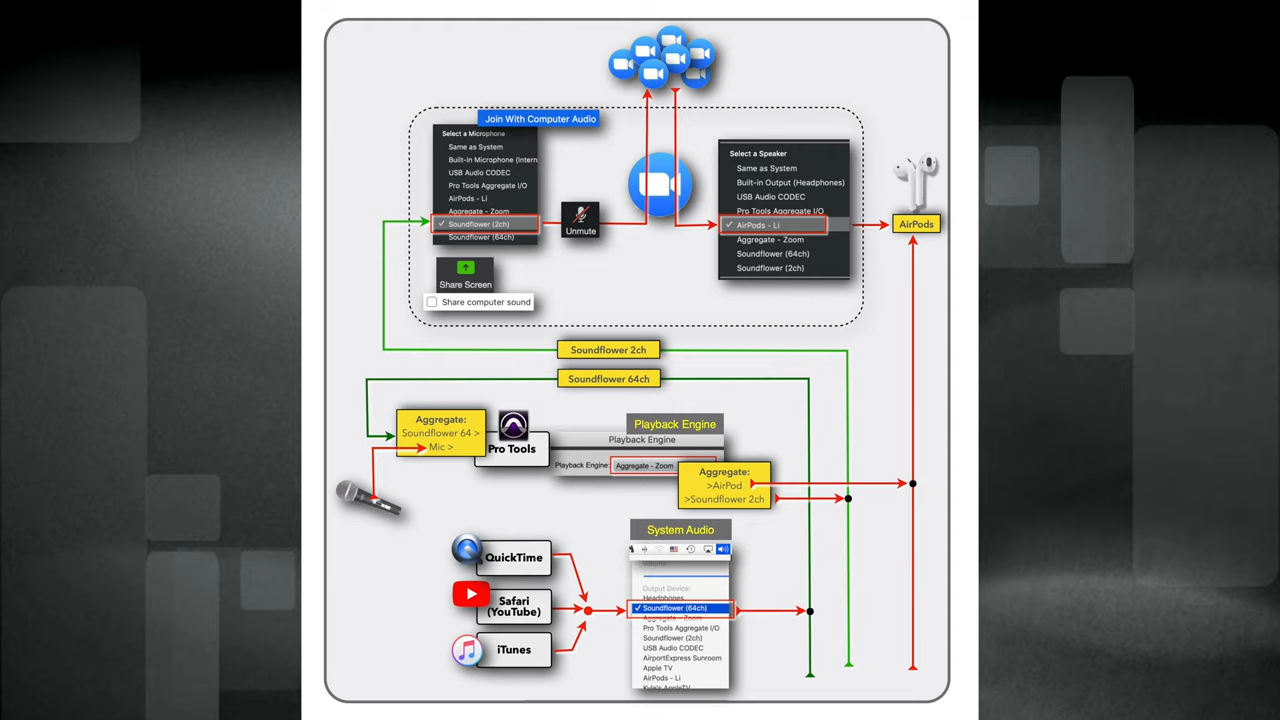 Join With Computer Audio
Select a Microphone
Same as System
Built-in Microphone (Intern
USB Audio CODEC
Pro Tools Aggregate I/O
AirPods - Li
Aggregate - Zoom
✓ Soundflower (2ch)
Soundflower (64ch)
Unmute
Share Screen
Share computer sound
Select a Speaker
Same as System
Built-in Output (Headphones)
USB Audio CODEC
Pro Tools Aggregate I/O
✓ AirPods - Li
Aggregate - Zoom
Soundflower (64ch)
Soundflower (2ch)
AirPods
Soundflower 2ch
Soundflower 64ch
Aggregate:
Soundflower 64 >
Mic >
Pro Tools
Playback Engine
Playback Engine
Playback Engine: Aggregate - Zoom
Aggregate:
>AirPod
>Soundflower 2ch
QuickTime
Safari
(YouTube)
iTunes
System Audio
Volume:
Output Device:
Headphones
✓ Soundflower (64ch)
Aggregate - Zoom
Pro Tools Aggregate I/O
Soundflower (2ch)
USB Audio CODEC
AirportExpress Sunroom
Apple TV
AirPods - Li
Kyle's AppleTV